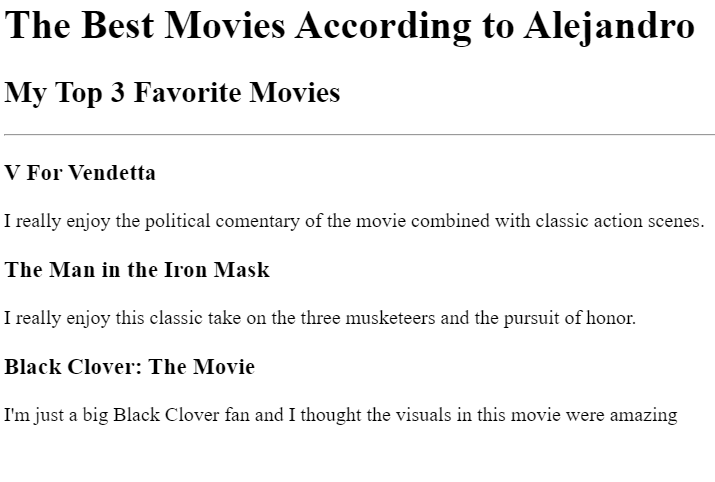 The Best Movies According to Alejandro
My Top 3 Favorite Movies
V For Vendetta
I really enjoy the political comentary of the movie combined with classic action scenes.
The Man in the Iron Mask
I really enjoy this classic take on the three musketeers and the pursuit of honor.
Black Clover: The Movie
I'm just a big Black Clover fan and I thought the visuals in this movie were amazing